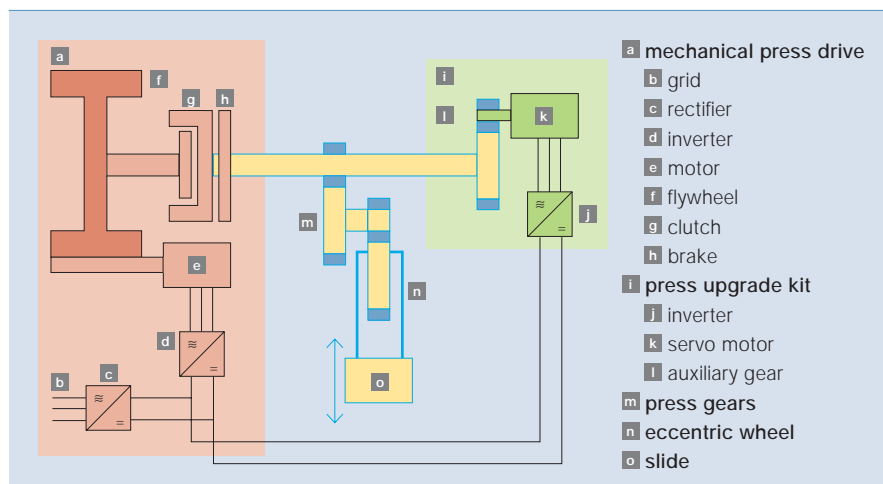 a
f
g
h
i
l
k
j
m
e
n
d
≋
=
o
b
c
≋
=
≋
=
a mechanical press drive
b grid
c rectifier
d inverter
e motor
f flywheel
g clutch
h brake
i press upgrade kit
j inverter
k servo motor
l auxiliary gear
m press gears
n eccentric wheel
o slide